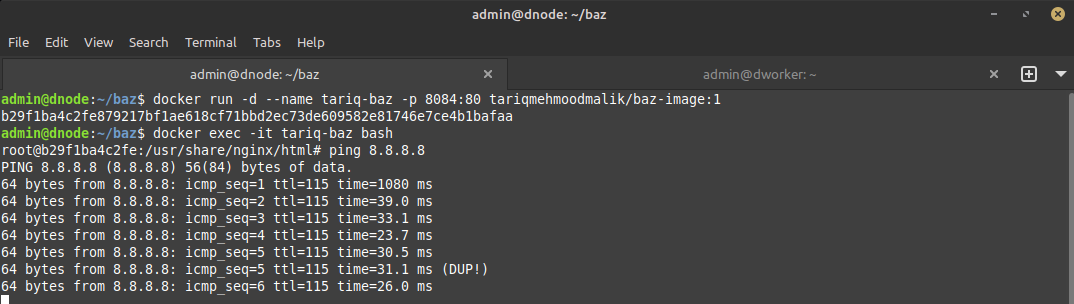 admin@dnode: ~/baz
File Edit View Search Terminal Tabs Help
admin@dnode: ~/baz
admin@dworker: ~
admin@dnode:~/baz$ docker run -d --name tariq-baz -p 8084:80 tariqmehmoodmalik/baz-image:1
b29f1ba4c2fe879217bf1ae618cf71bbd2ec73de609582e81746e7ce4b1bafaa
admin@dnode:~/baz$ docker exec -it tariq-baz bash
root@b29f1ba4c2fe:/usr/share/nginx/html# ping 8.8.8.8
PING 8.8.8.8 (8.8.8.8) 56(84) bytes of data.
64 bytes from 8.8.8.8: icmp_seq=1 ttl=115 time=1080 ms
64 bytes from 8.8.8.8: icmp_seq=2 ttl=115 time=39.0 ms
64 bytes from 8.8.8.8: icmp_seq=3 ttl=115 time=33.1 ms
64 bytes from 8.8.8.8: icmp_seq=4 ttl=115 time=23.7 ms
64 bytes from 8.8.8.8: icmp_seq=5 ttl=115 time=30.5 ms
64 bytes from 8.8.8.8: icmp_seq=5 ttl=115 time=31.1 ms (DUP!)
64 bytes from 8.8.8.8: icmp_seq=6 ttl=115 time=26.0 ms